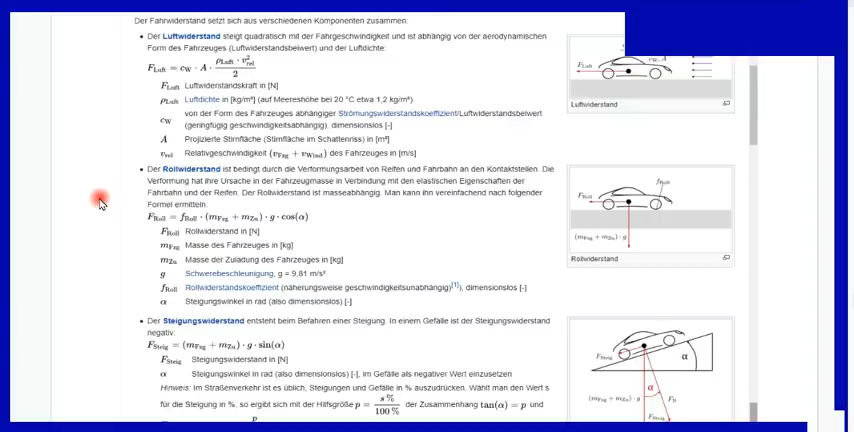 Der Fahrwiderstand setzt sich aus verschiedenen Komponenten zusammen:
• Der Luftwiderstand steigt quadratisch mit der Fahrgeschwindigkeit und ist abhängig von der aerodynamischen
Form des Fahrzeuges (Luftwiderstandsbeiwert) und der Luftdichte:
F_Luft = c_W · A · (ρ_Luft · v_rel²) / 2
F_Luft Luftwiderstandskraft in [N]
ρ_Luft Luftdichte in [kg/m³] (auf Meereshöhe bei 20 °C etwa 1,2 kg/m³)
c_W von der Form des Fahrzeuges abhängiger Strömungswiderstandskoeffizient/Luftwiderstandsbeiwert
(geringfügig geschwindigkeitsabhängig), dimensionslos [-]
A Projizierte Stirnfläche (Stirnfläche im Schattenriss) in [m²]
v_rel Relativgeschwindigkeit (v_Fzg + v_Wind) des Fahrzeuges in [m/s]
F_Luft
c_W, A
Luftwiderstand
• Der Rollwiderstand ist bedingt durch die Verformungsarbeit von Reifen und Fahrbahn an den Kontaktstellen. Die
Verformung hat ihre Ursache in der Fahrzeugmasse in Verbindung mit den elastischen Eigenschaften der
Fahrbahn und der Reifen. Der Rollwiderstand ist masseabhängig. Man kann ihn vereinfachend nach folgender
Formel ermitteln:
F_Roll = f_Roll · (m_Fzg + m_Zu) · g · cos(α)
F_Roll Rollwiderstand in [N]
m_Fzg Masse des Fahrzeuges in [kg]
m_Zu Masse der Zuladung des Fahrzeuges in [kg]
g Schwerebeschleunigung, g = 9,81 m/s²
f_Roll Rollwiderstandskoeffizient (näherungsweise geschwindigkeitsunabhängig)[1]), dimensionslos [-]
α Steigungswinkel in rad (also dimensionslos) [-]
f_Roll
F_Roll
(m_Fzg + m_Zu) · g
Rollwiderstand
• Der Steigungswiderstand entsteht beim Befahren einer Steigung. In einem Gefälle ist der Steigungswiderstand
negativ:
F_Steig = (m_Fzg + m_Zu) · g · sin(α)
F_Steig Steigungswiderstand in [N]
α Steigungswinkel in rad (also dimensionslos) [-], im Gefälle als negativer Wert einzusetzen
Hinweis: Im Straßenverkehr ist es üblich, Steigungen und Gefälle in % auszudrücken. Wählt man den Wert s
für die Steigung in %, so ergibt sich mit der Hilfsgröße p = s % / 100 % der Zusammenhang tan(α) = p und
p
F_Steig
α
α
(m_Fzg + m_Zu) · g
F_N
F_Steig